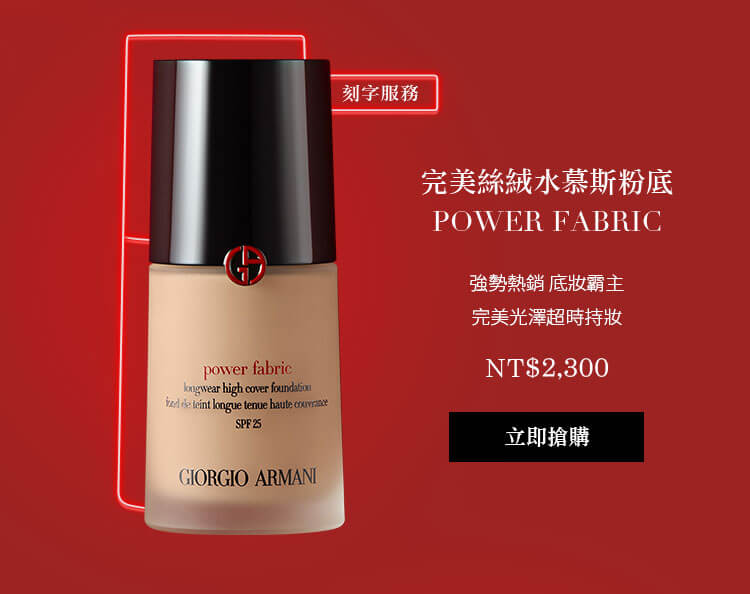 刻字服務
完美絲絨水慕斯粉底
POWER FABRIC
強勢熱銷 底妝霸主
完美光澤超時持妝
NT$2,300
立即搶購
power fabric
longwear high cover foundation
fond de teint longue tenue haute couvrance
SPF 25
GIORGIO ARMANI